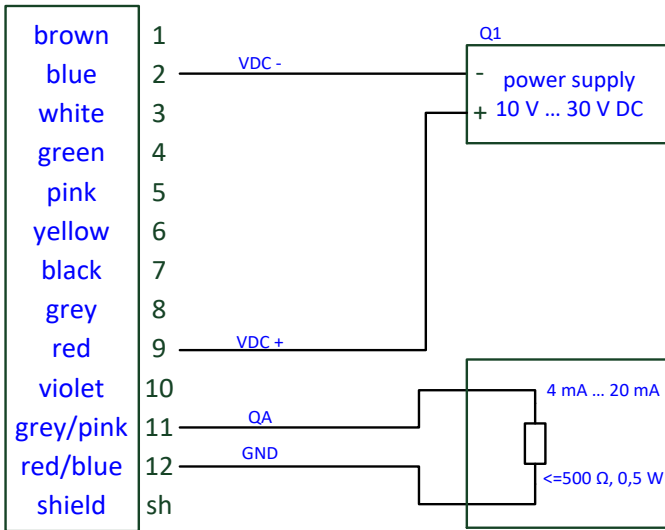 brown 1
blue 2
white 3
green 4
pink 5
yellow 6
black 7
grey 8
red 9
violet 10
grey/pink 11
red/blue 12
shield sh
VDC -
VDC +
QA
GND
Q1
- power supply
+ 10 V ... 30 V DC
4 mA ... 20 mA
<=500 Ω, 0,5 W